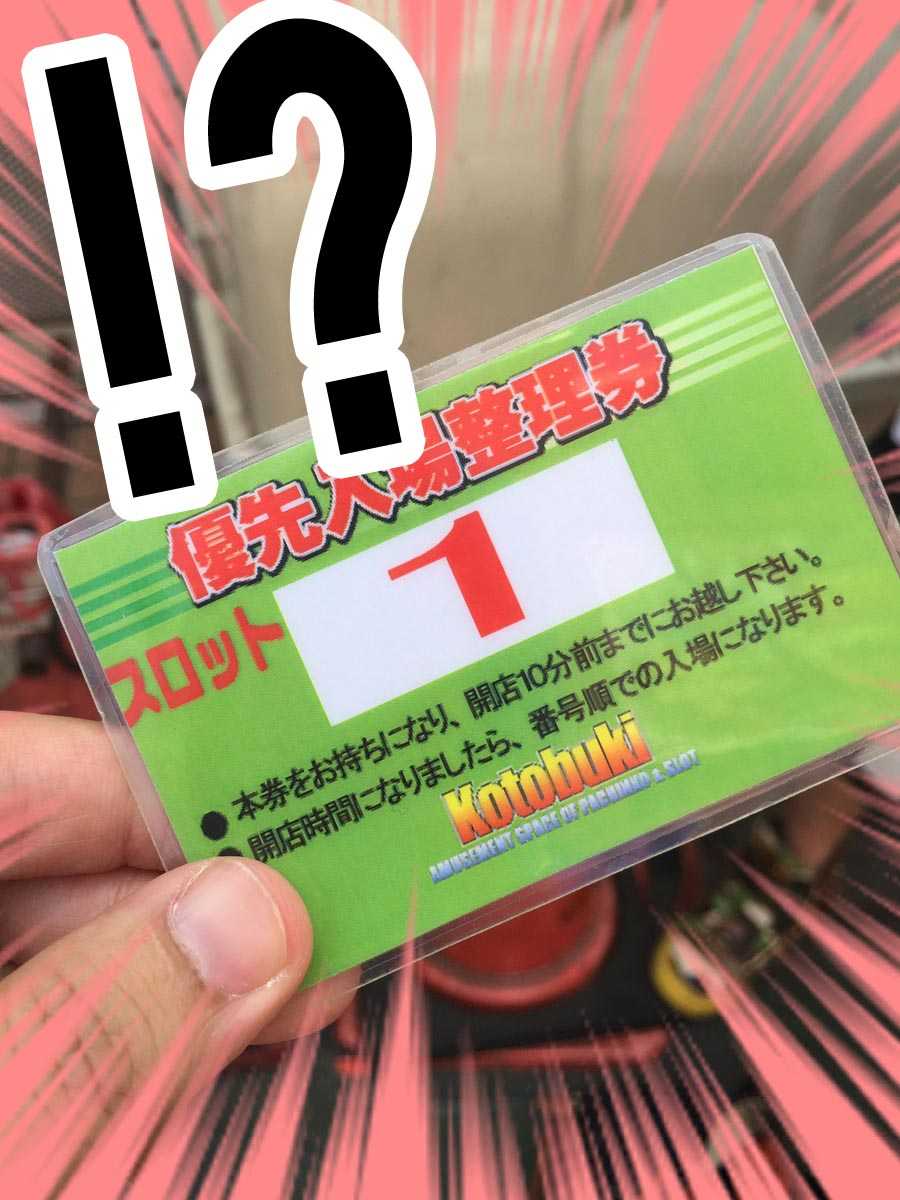 !?
優先入場整理券
スロット
1
● 本券をお持ちになり、開店10分前までにお越し下さい。
● 開店時間になりましたら、番号順での入場になります。
Kotobuki
AMUSEMENT SPACE OF PACHINKO & SLOT